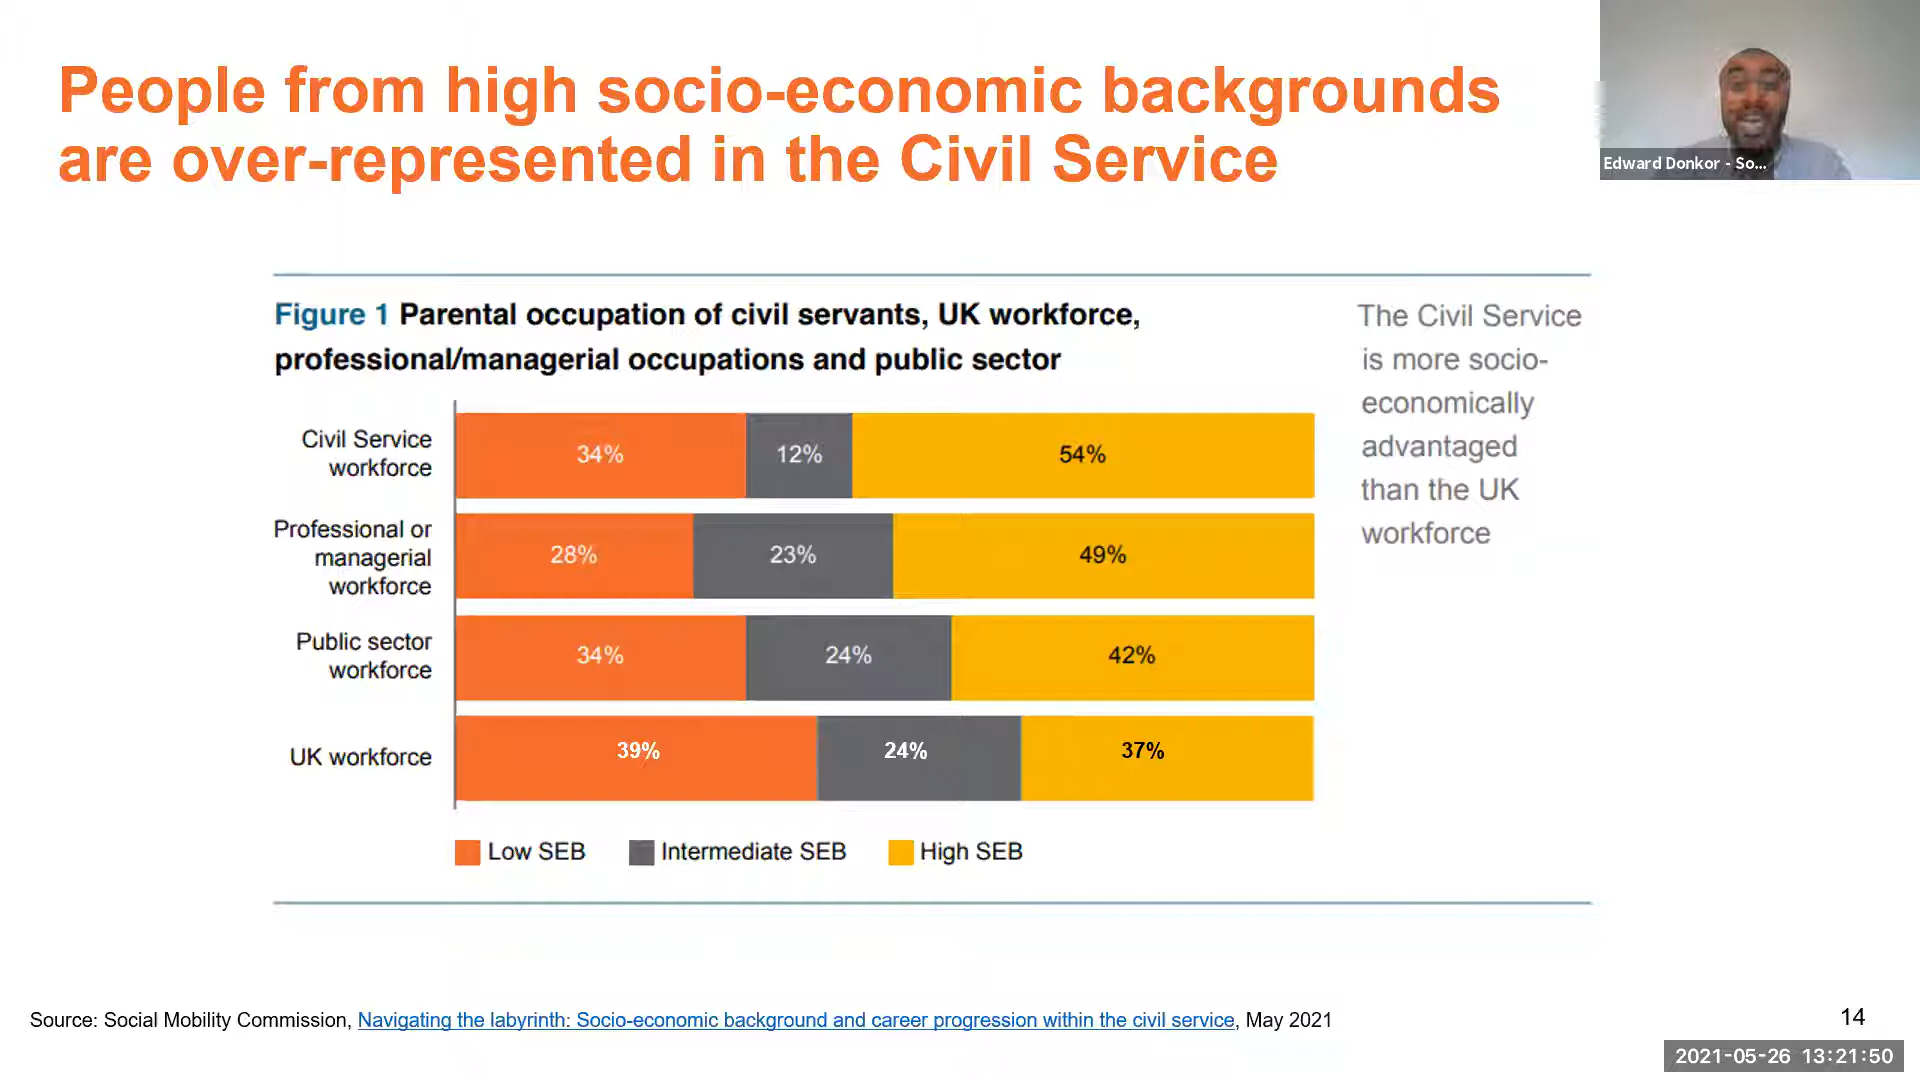 People from high socio-economic backgrounds
are over-represented in the Civil Service
Edward Donkor - So...
Figure 1 Parental occupation of civil servants, UK workforce,
professional/managerial occupations and public sector
The Civil Service
is more socio-
economically
advantaged
than the UK
workforce
Civil Service
workforce
34% 12% 54%
Professional or
managerial
workforce
28% 23% 49%
Public sector
workforce
34% 24% 42%
UK workforce
39% 24% 37%
Low SEB Intermediate SEB High SEB
Source: Social Mobility Commission, Navigating the labyrinth: Socio-economic background and career progression within the civil service, May 2021
14
2021-05-26 13:21:50